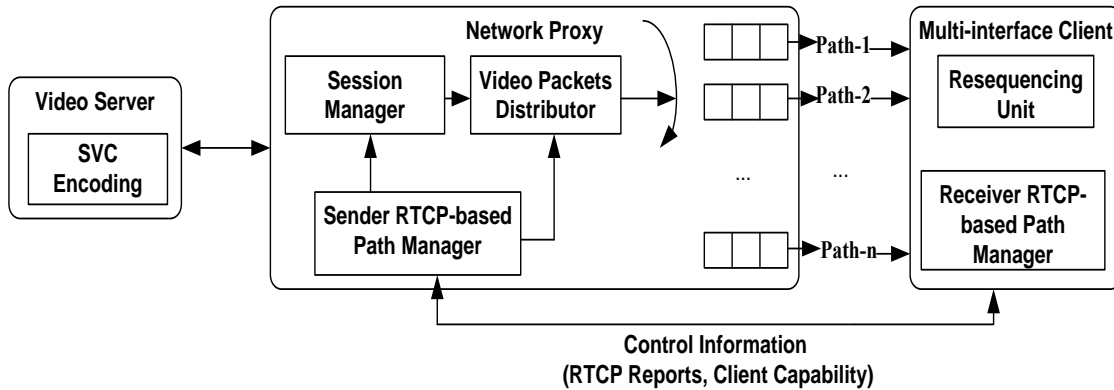 Video Server
SVC
Encoding
Network Proxy
Session
Manager
Video Packets
Distributor
Sender RTCP-based
Path Manager
...
Path-1
Path-2
...
Path-n
Multi-interface Client
Resequencing
Unit
Receiver RTCP-
based Path
Manager
Control Information
(RTCP Reports, Client Capability)